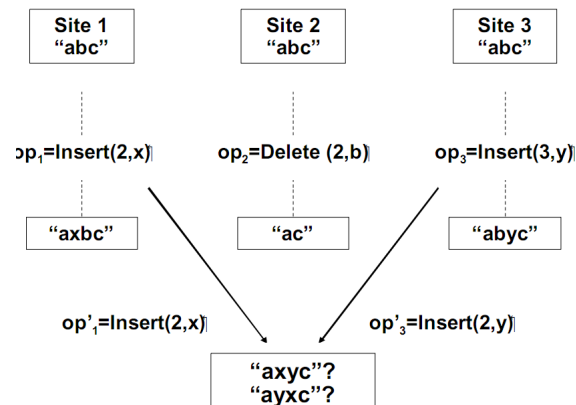 Site 1
“abc”
Site 2
“abc”
Site 3
“abc”
op₁=Insert(2,x)
op₂=Delete (2,b)
op₃=Insert(3,y)
“axbc”
“ac”
“abyc”
op’₁=Insert(2,x)
op’₃=Insert(2,y)
“axyc”?
“ayxc”?